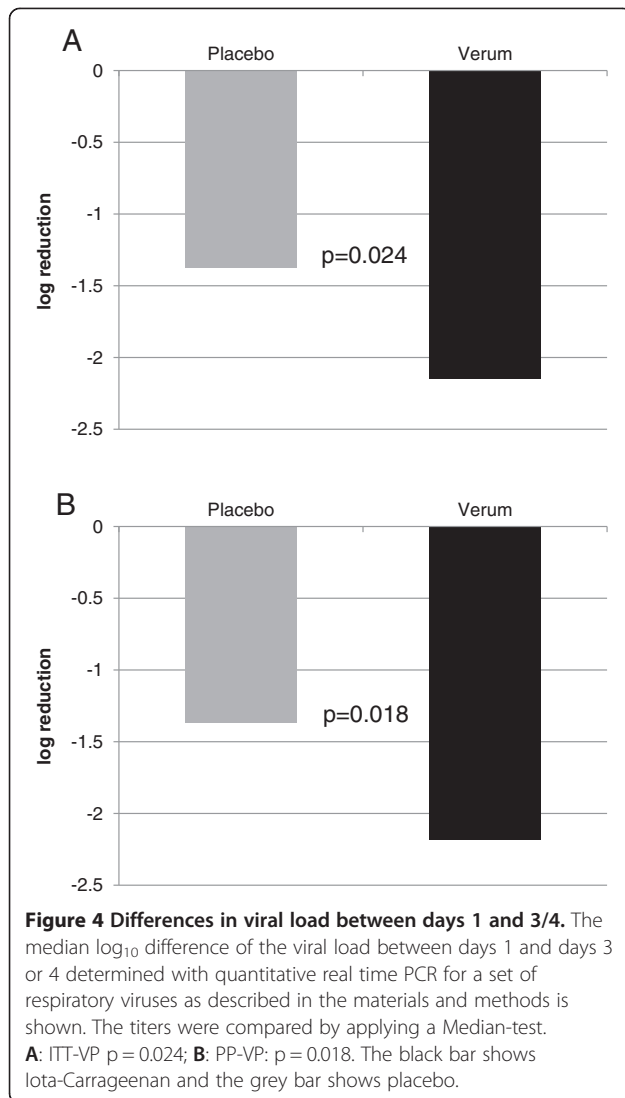 A
Placebo Verum
0
-0.5
-1
p=0.024
-1.5
-2
-2.5
log reduction
B
Placebo Verum
0
-0.5
-1
p=0.018
-1.5
-2
-2.5
log reduction
Figure 4 Differences in viral load between days 1 and 3/4. The
median log₁₀ difference of the viral load between days 1 and days 3
or 4 determined with quantitative real time PCR for a set of
respiratory viruses as described in the materials and methods is
shown. The titers were compared by applying a Median-test.
A: ITT-VP p = 0.024; B: PP-VP: p = 0.018. The black bar shows
Iota-Carrageenan and the grey bar shows placebo.